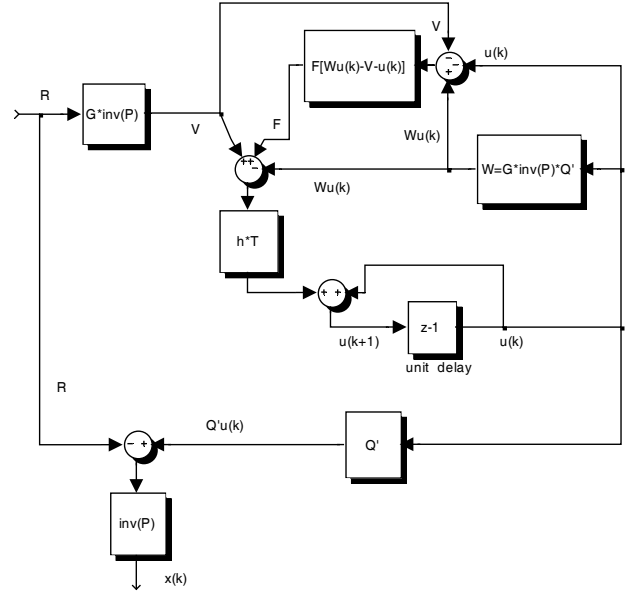 V
F[Wu(k)-V-u(k)]
-
-
+
u(k)
R
G*inv(P)
V
F
Wu(k)
++
-
Wu(k)
W=G*inv(P)*Q'
h*T
+ +
u(k+1)
z-1
u(k)
unit delay
R
Q'u(k)
- +
Q'
inv(P)
x(k)